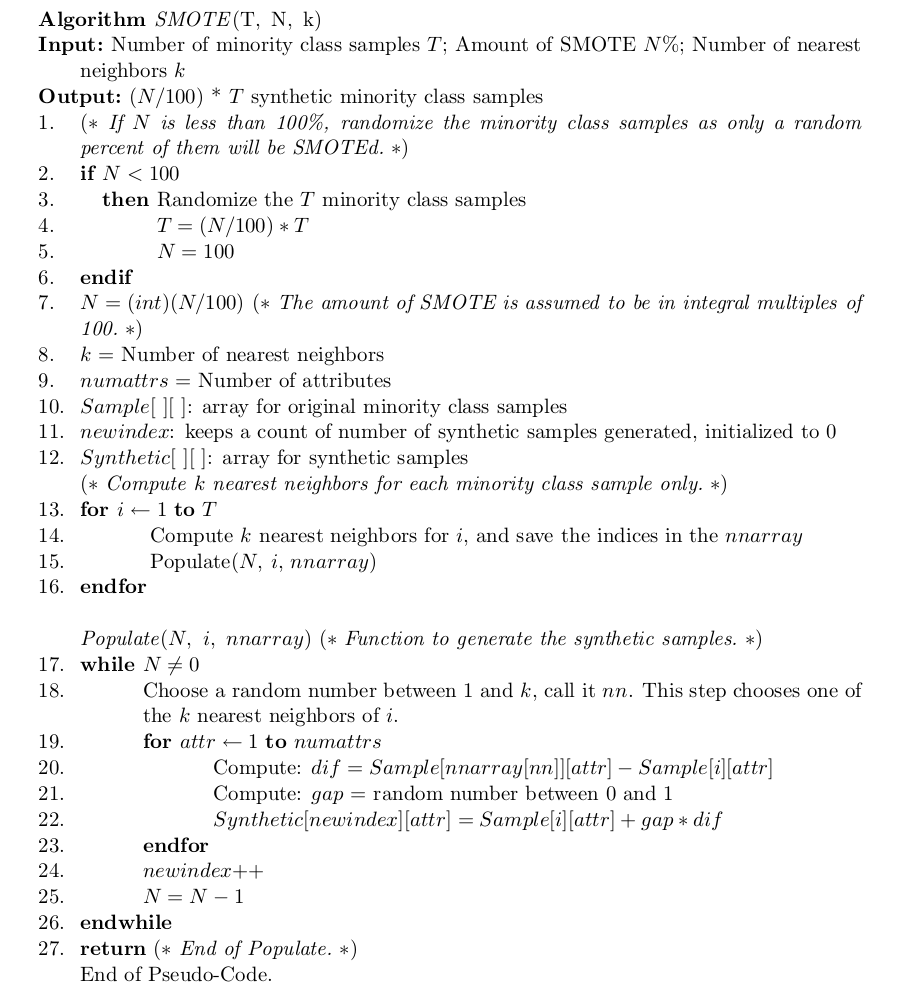 Algorithm SMOTE(T, N, k)
Input: Number of minority class samples T; Amount of SMOTE N%; Number of nearest
neighbors k
Output: (N/100) * T synthetic minority class samples
1. (∗ If N is less than 100%, randomize the minority class samples as only a random
percent of them will be SMOTEd. ∗)
2. if N < 100
3. then Randomize the T minority class samples
4. T = (N/100) ∗ T
5. N = 100
6. endif
7. N = (int)(N/100) (∗ The amount of SMOTE is assumed to be in integral multiples of
100. ∗)
8. k = Number of nearest neighbors
9. numattrs = Number of attributes
10. Sample[ ][ ]: array for original minority class samples
11. newindex: keeps a count of number of synthetic samples generated, initialized to 0
12. Synthetic[ ][ ]: array for synthetic samples
(∗ Compute k nearest neighbors for each minority class sample only. ∗)
13. for i ← 1 to T
14. Compute k nearest neighbors for i, and save the indices in the nnarray
15. Populate(N, i, nnarray)
16. endfor
Populate(N, i, nnarray) (∗ Function to generate the synthetic samples. ∗)
17. while N ≠ 0
18. Choose a random number between 1 and k, call it nn. This step chooses one of
the k nearest neighbors of i.
19. for attr ← 1 to numattrs
20. Compute: dif = Sample[nnarray[nn]][attr] − Sample[i][attr]
21. Compute: gap = random number between 0 and 1
22. Synthetic[newindex][attr] = Sample[i][attr] + gap ∗ dif
23. endfor
24. newindex++
25. N = N − 1
26. endwhile
27. return (∗ End of Populate. ∗)
End of Pseudo-Code.